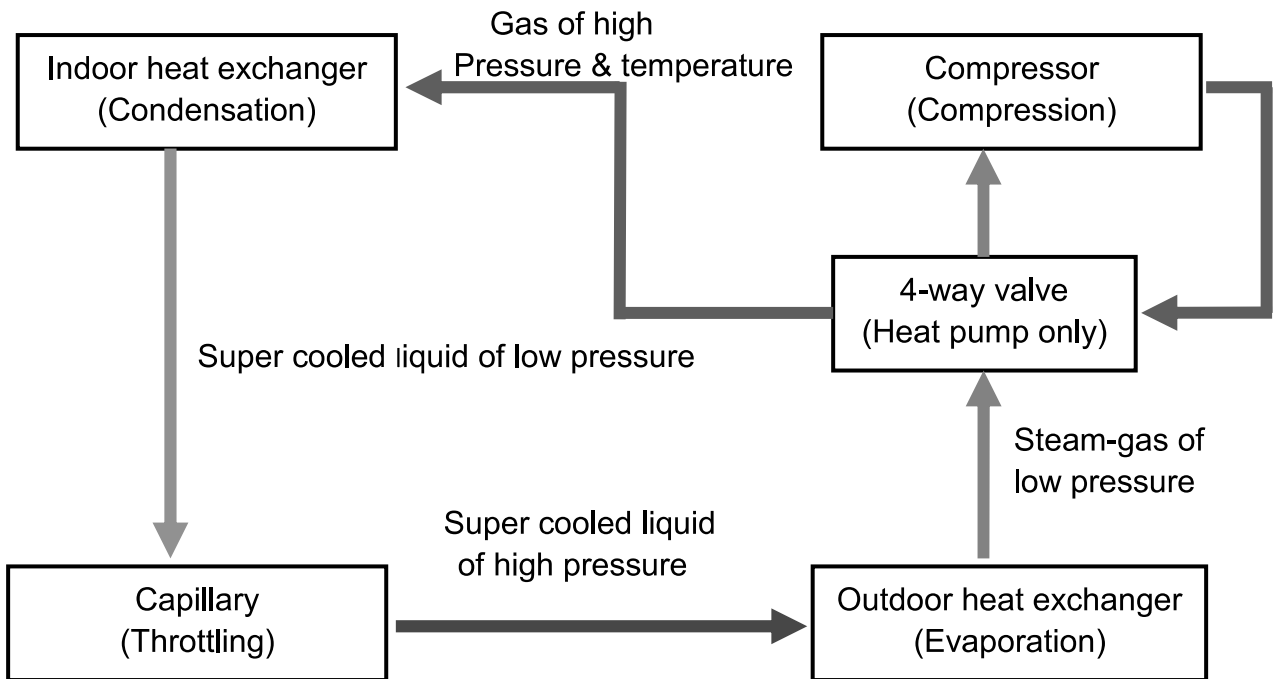 Gas of high
Pressure & temperature
Indoor heat exchanger
(Condensation)
Compressor
(Compression)
4-way valve
(Heat pump only)
Super cooled liquid of low pressure
Steam-gas of
low pressure
Super cooled liquid
of high pressure
Capillary
(Throttling)
Outdoor heat exchanger
(Evaporation)